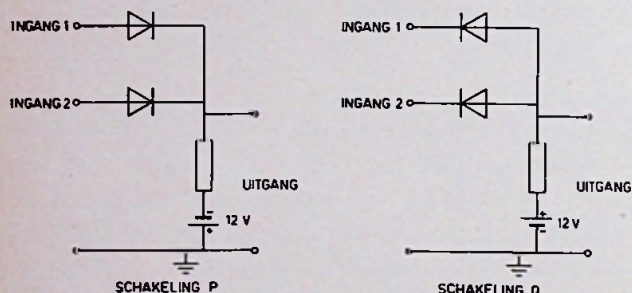 INGANG 1
INGANG 2
UITGANG
12 V
SCHAKELING P
INGANG 1
INGANG 2
UITGANG
12 V
SCHAKELING Q